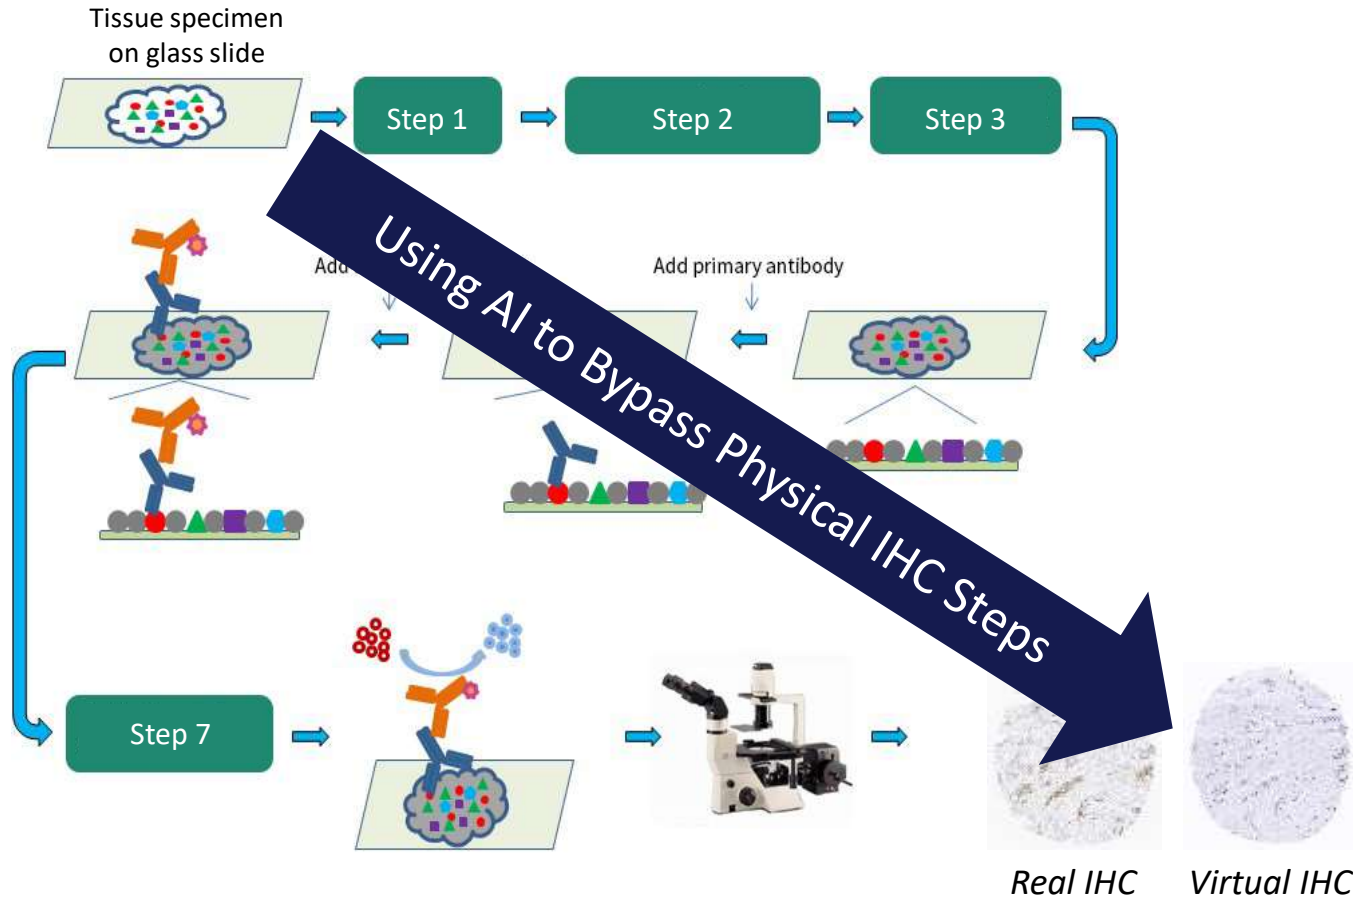 Tissue specimen
on glass slide
Step 1
Step 2
Step 3
Using AI to Bypass Physical IHC Steps
Add
Add primary antibody
Step 7
Real IHC
Virtual IHC